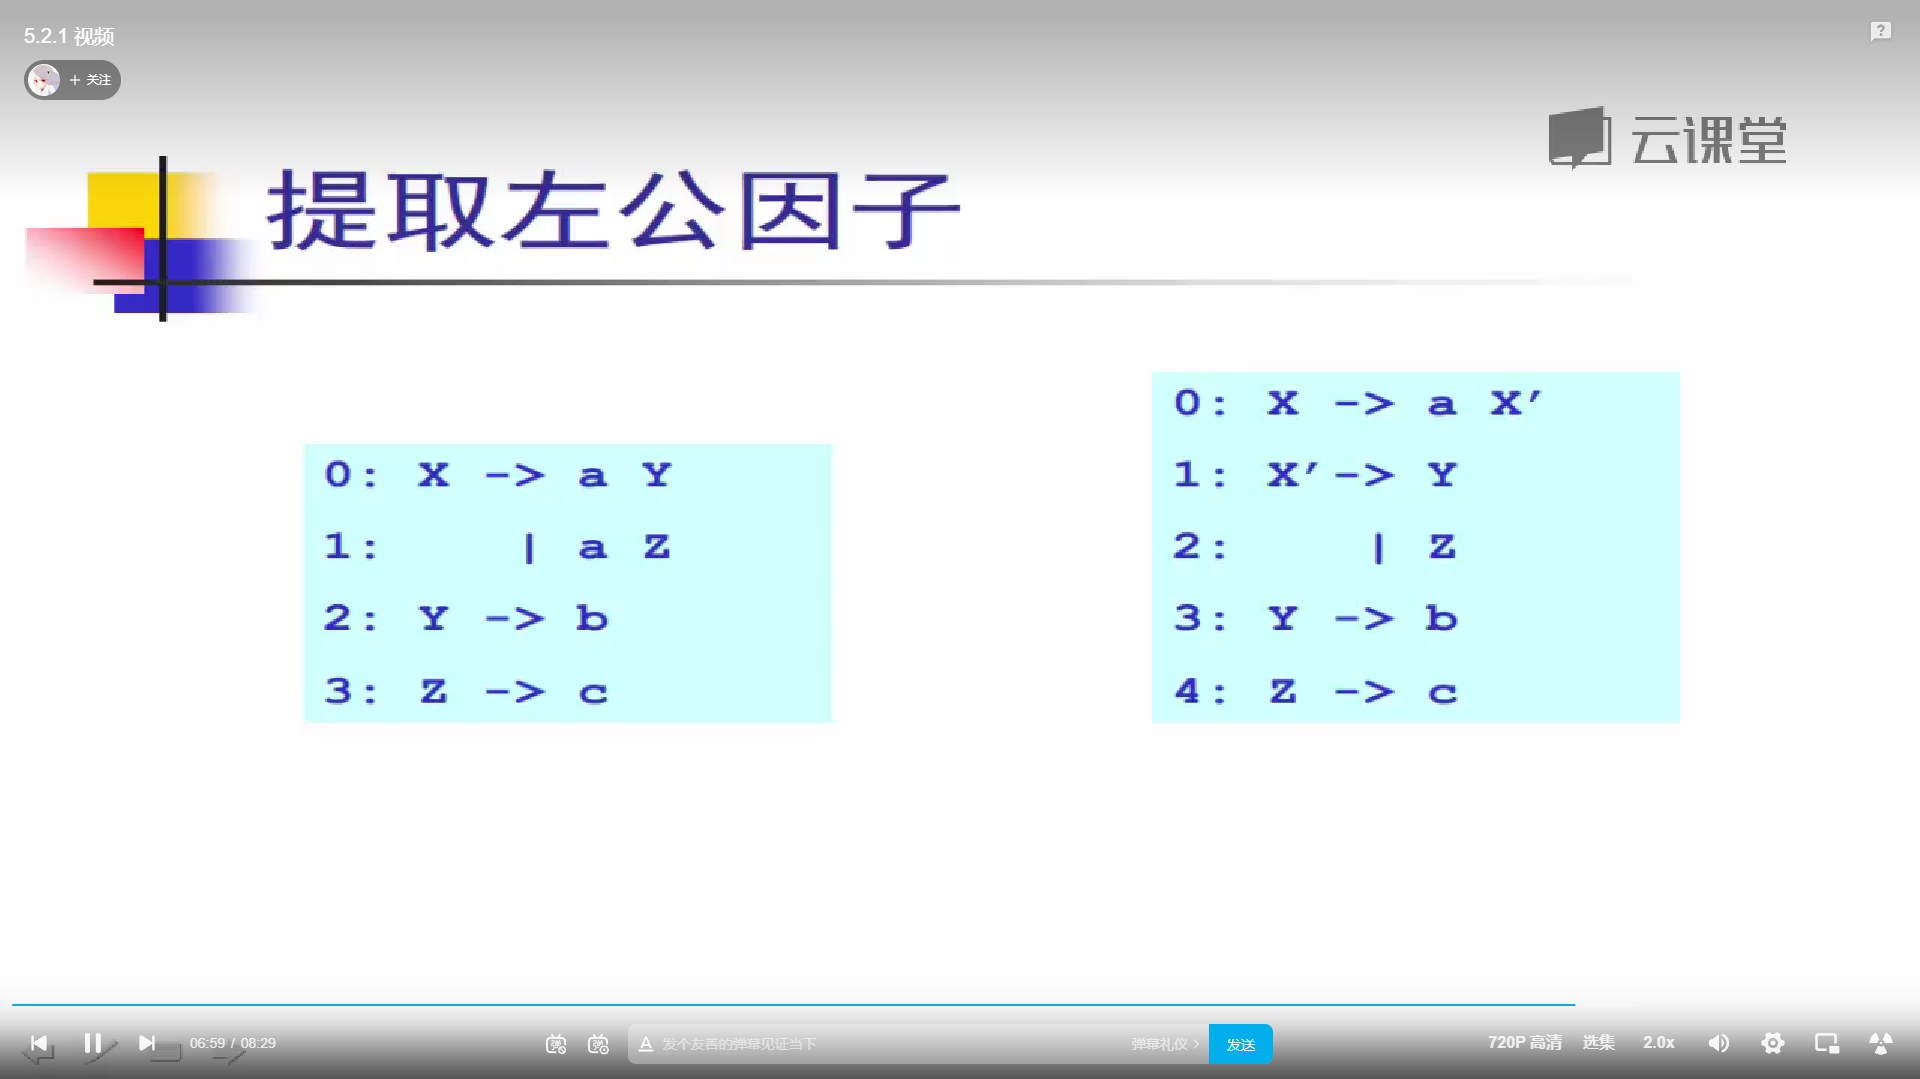 5.2.1 视频
+ 关注
云课堂
提取左公因子
0: X -> a Y
1: | a Z
2: Y -> b
3: Z -> c
0: X -> a X′
1: X′-> Y
2: | Z
3: Y -> b
4: Z -> c
06:59 / 08:29
弹 弹
A 发个友善的弹幕见证当下
弹幕礼仪 >
发送
720P 高清
选集
2.0x